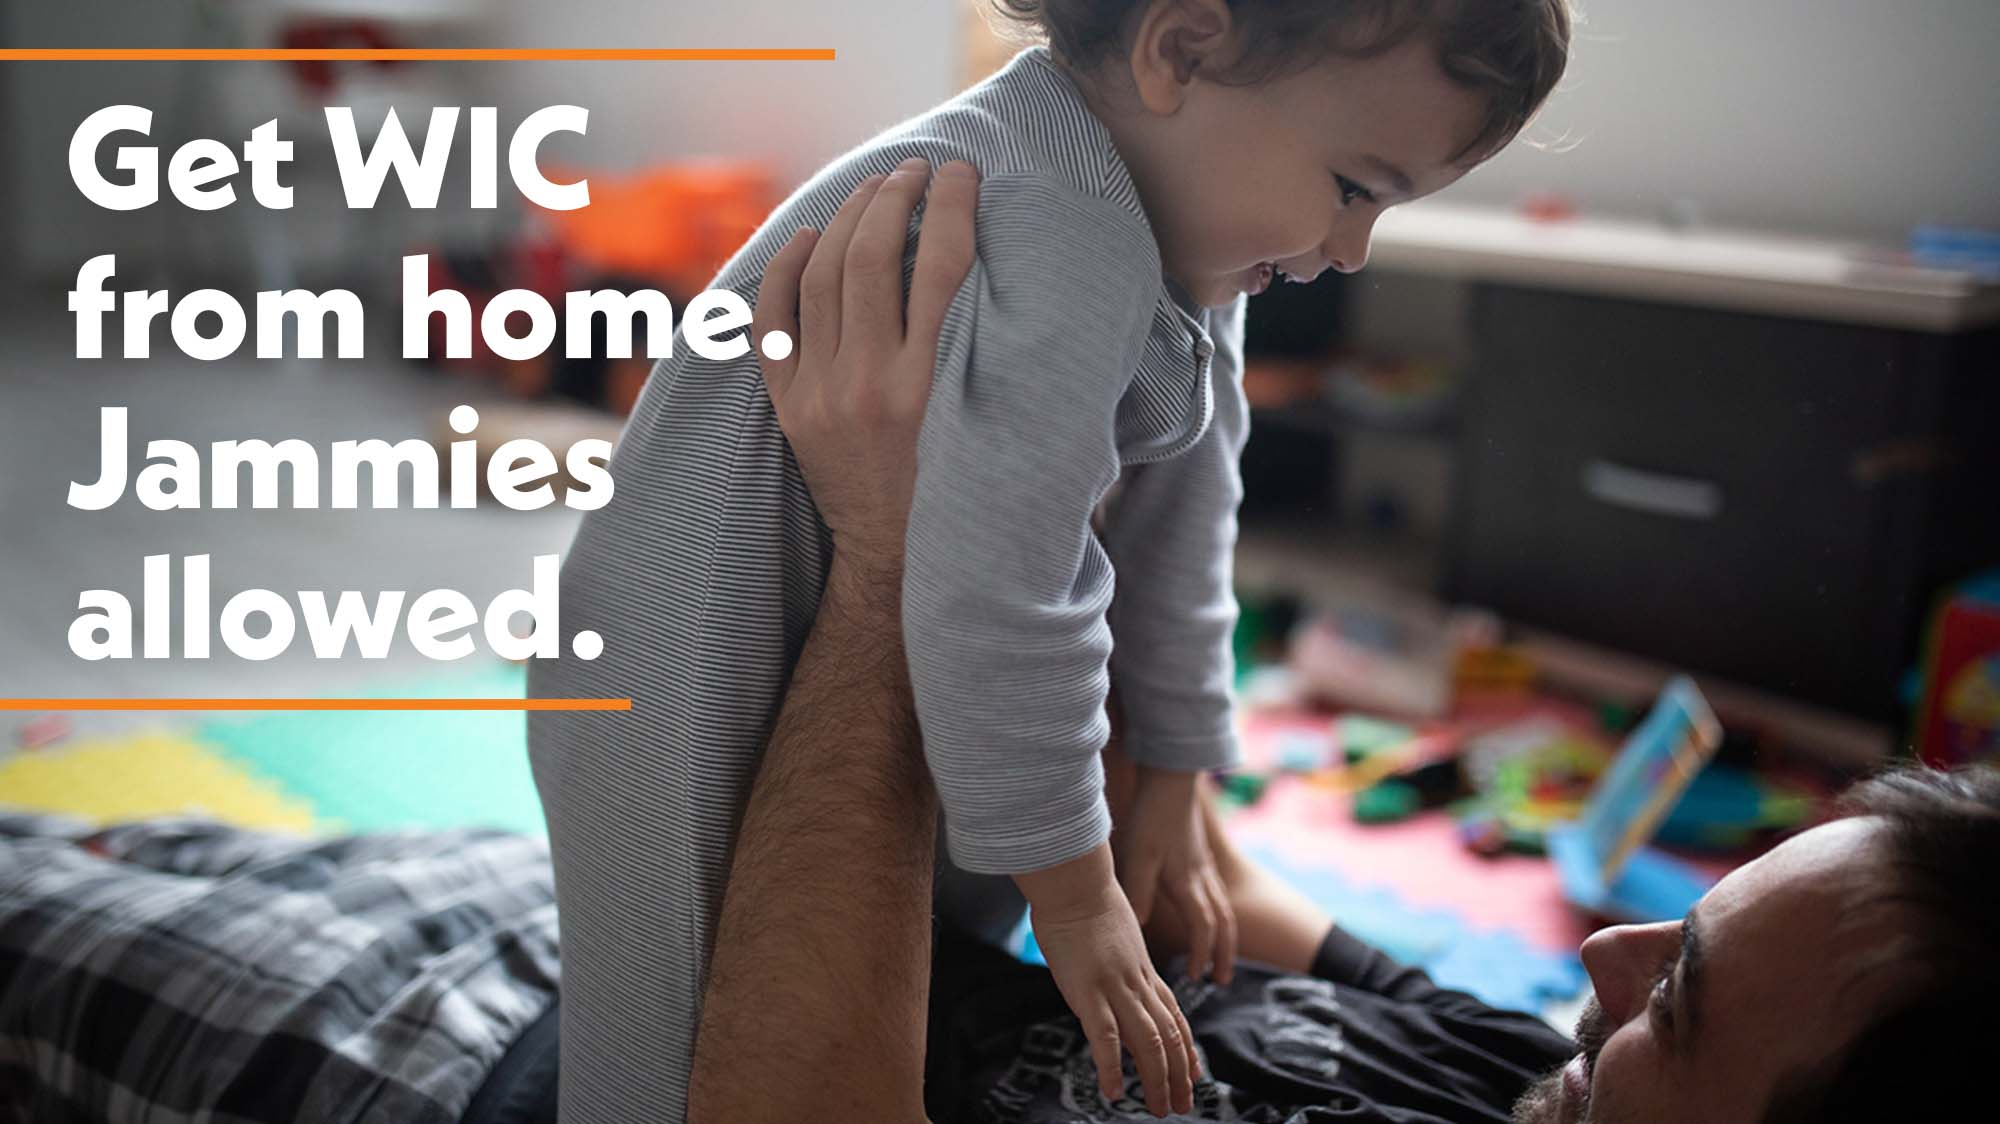 Get WIC
from home.
Jammies
allowed.